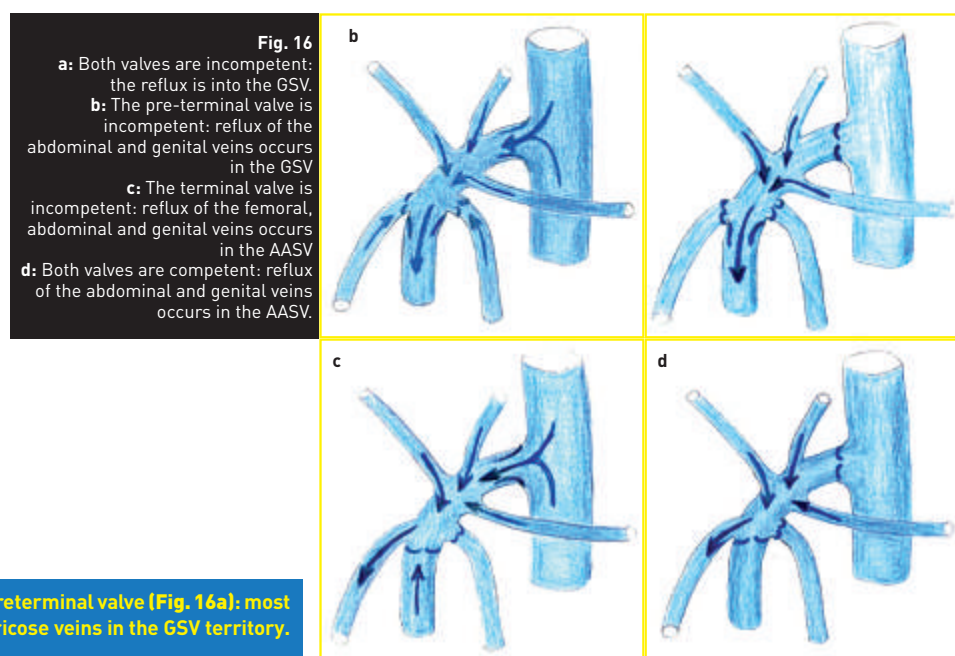 Fig. 16
a: Both valves are incompetent:
the reflux is into the GSV.
b: The pre-terminal valve is
incompetent: reflux of the
abdominal and genital veins occurs
in the GSV
c: The terminal valve is
incompetent: reflux of the femoral,
abdominal and genital veins occurs
in the AASV
d: Both valves are competent: reflux
of the abdominal and genital veins
occurs in the AASV.
b
c
d
reterminal valve (Fig. 16a): most
ricose veins in the GSV territory.